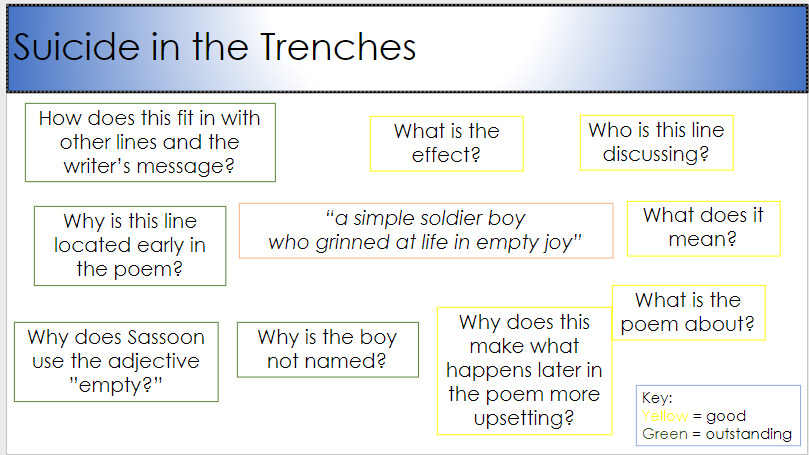 Suicide in the Trenches
How does this fit in with
other lines and the
writer's message?
What is the
effect?
Who is this line
discussing?
Why is this line
located early in
the poem?
“a simple soldier boy
who grinned at life in empty joy”
What does it
mean?
What is the
poem about?
Why does Sassoon
use the adjective
”empty?”
Why is the boy
not named?
Why does this
make what
happens later in
the poem more
upsetting?
Key:
Yellow = good
Green = outstanding